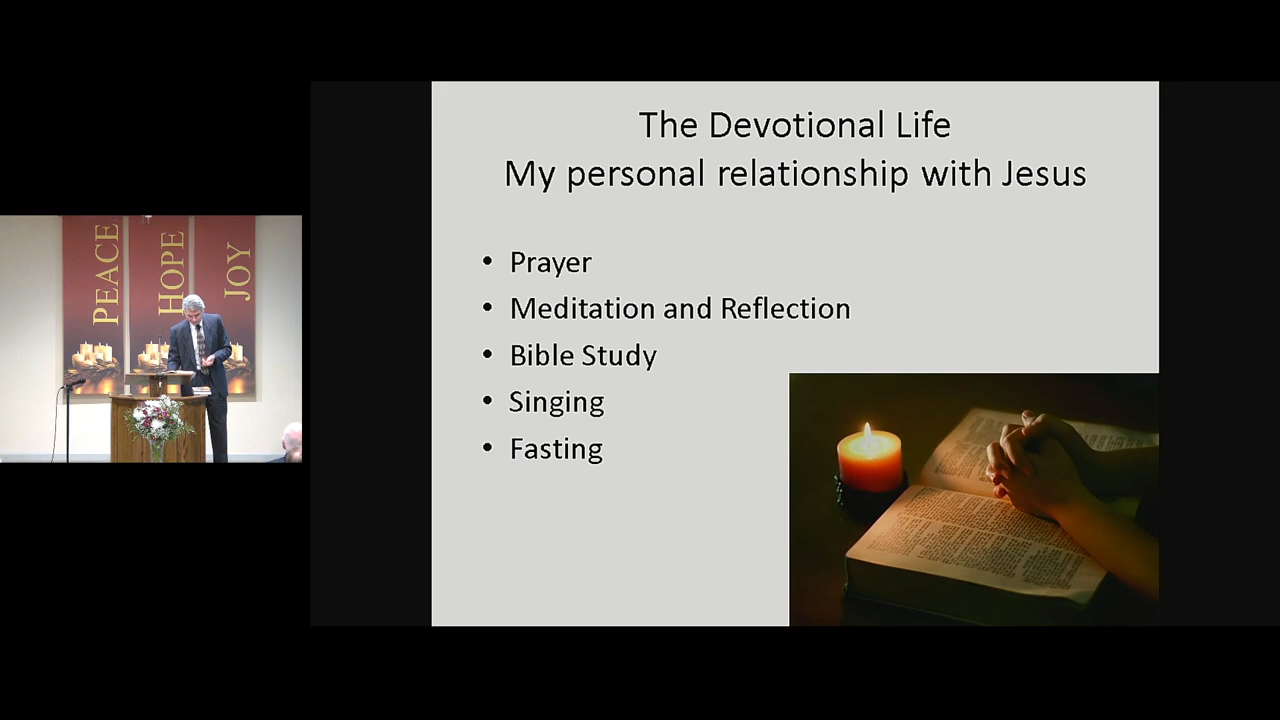 PEACE
HOPE
JOY
The Devotional Life
My personal relationship with Jesus
• Prayer
• Meditation and Reflection
• Bible Study
• Singing
• Fasting